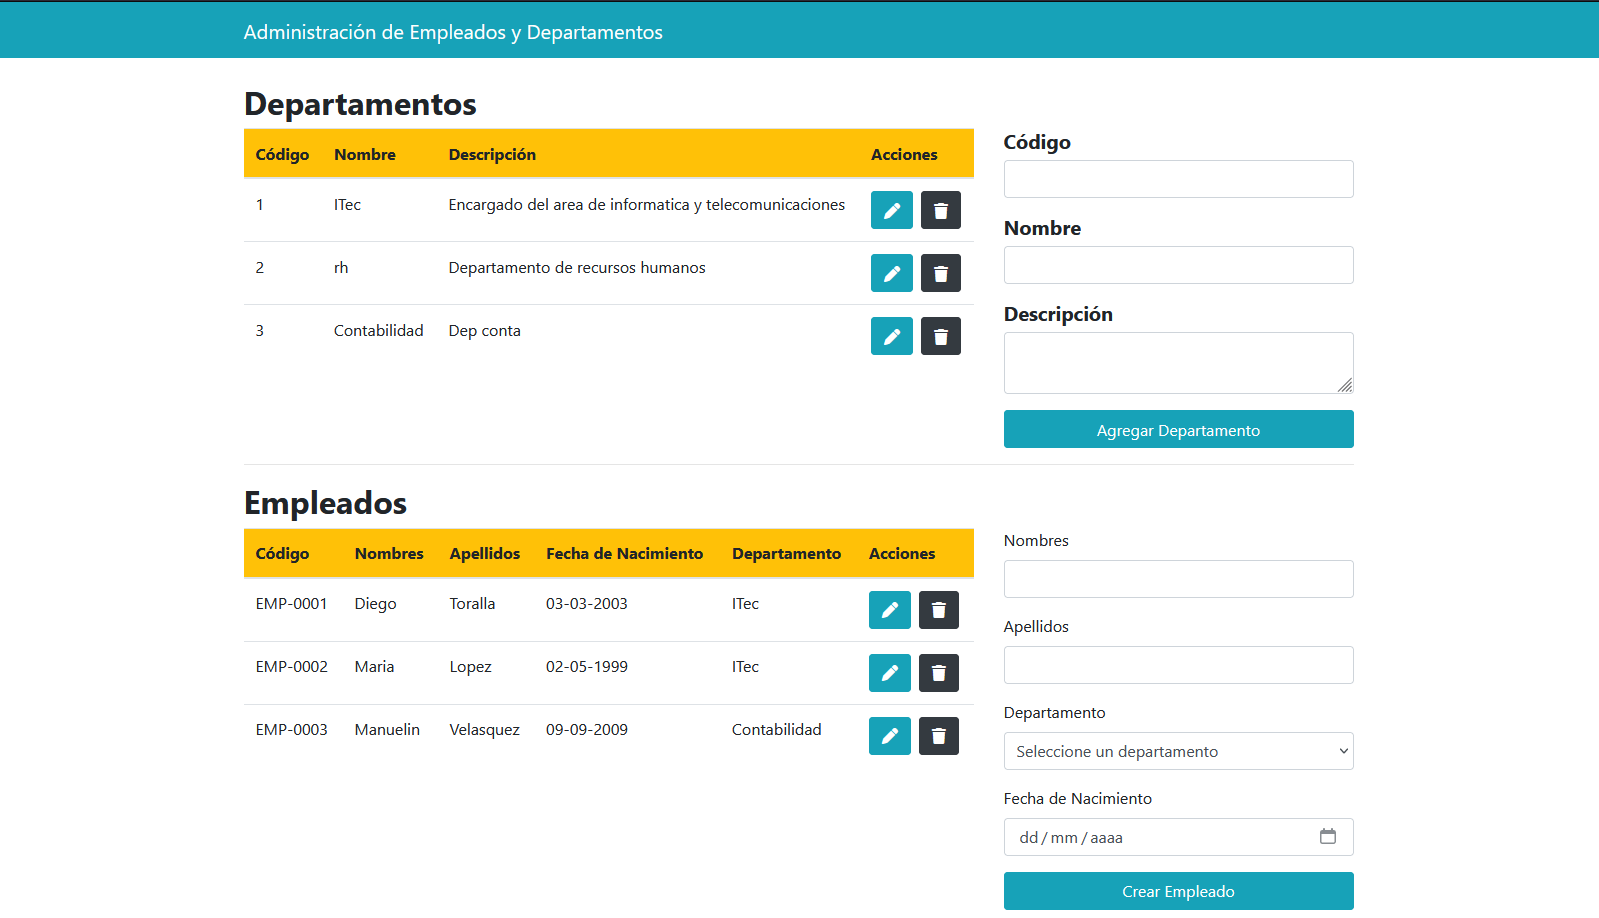 Administración de Empleados y Departamentos
Departamentos
Código Nombre Descripción Acciones
1 ITec Encargado del area de informatica y telecomunicaciones
2 rh Departamento de recursos humanos
3 Contabilidad Dep conta
Código
Nombre
Descripción
Agregar Departamento
Empleados
Código Nombres Apellidos Fecha de Nacimiento Departamento Acciones
EMP-0001 Diego Toralla 03-03-2003 ITec
EMP-0002 Maria Lopez 02-05-1999 ITec
EMP-0003 Manuelin Velasquez 09-09-2009 Contabilidad
Nombres
Apellidos
Departamento
Seleccione un departamento
Fecha de Nacimiento
dd/mm/aaaa
Crear Empleado